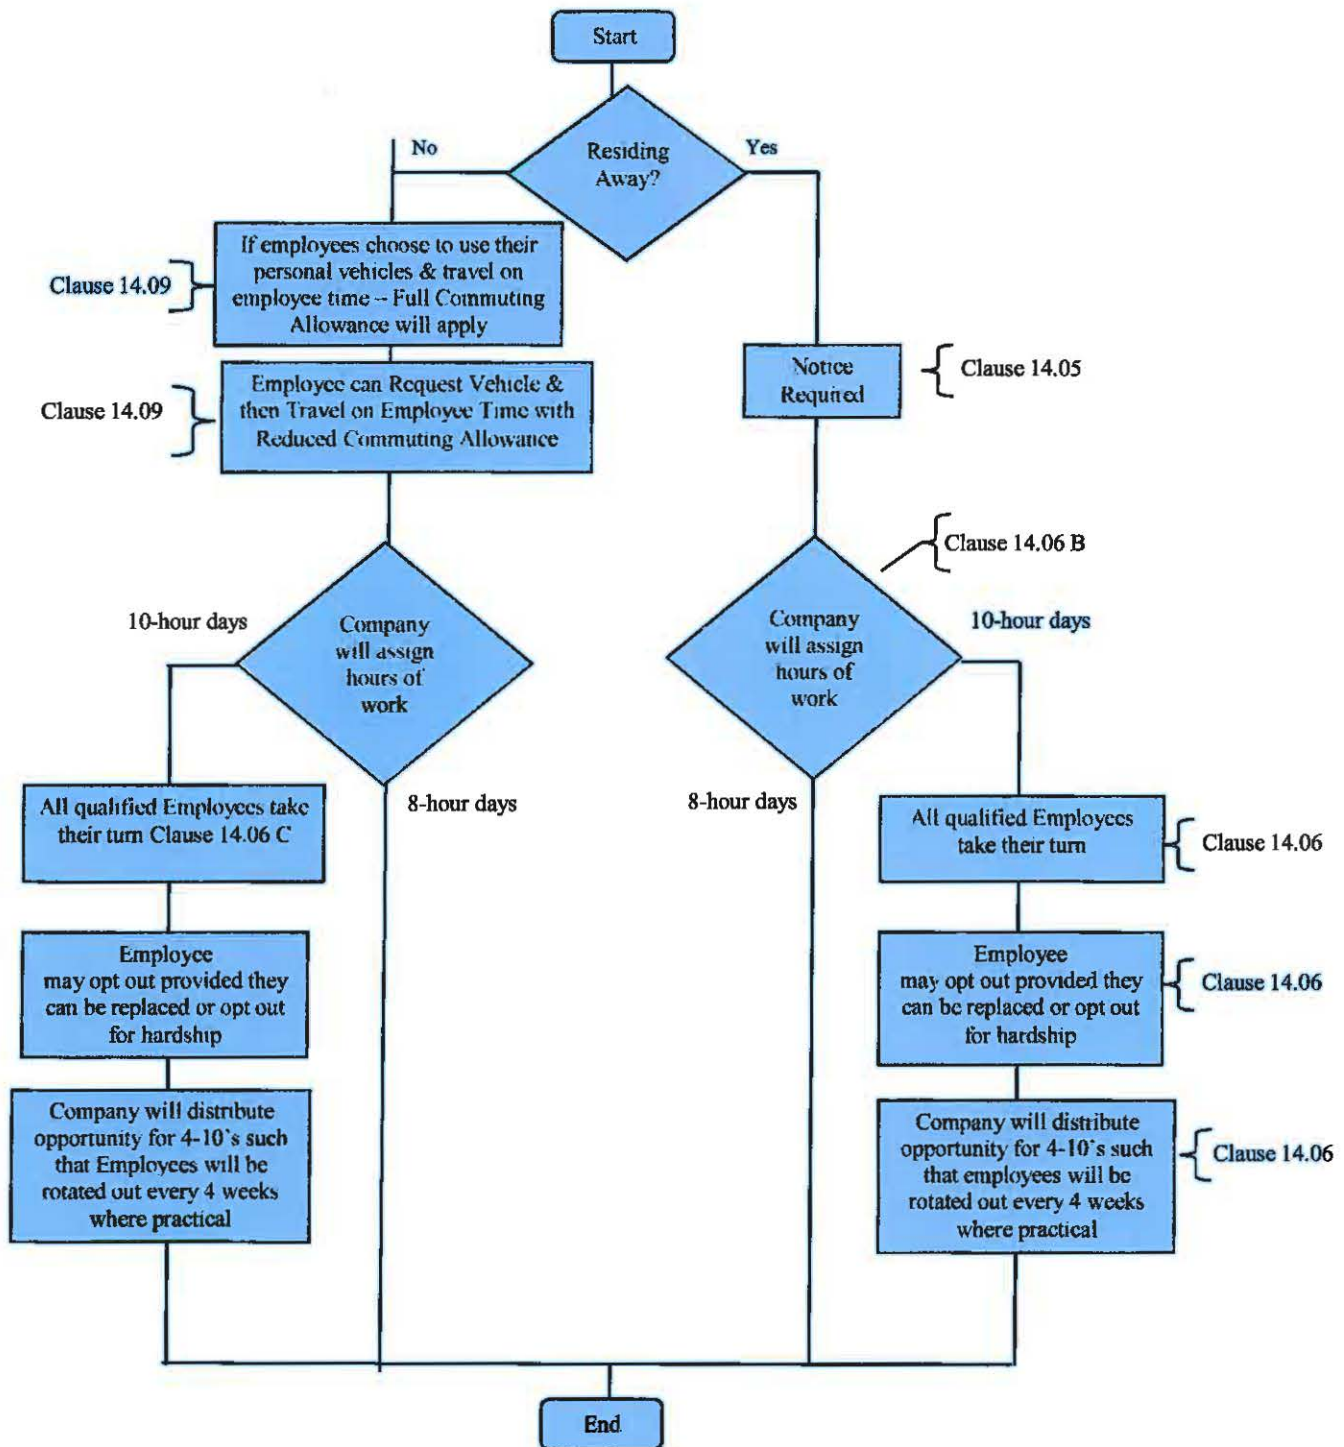 Start
No
Yes
Residing
Away?
If employees choose to use their
personal vehicles & travel on
employee time – Full Commuting
Allowance will apply
Clause 14.09
Employee can Request Vehicle &
then Travel on Employee Time with
Reduced Commuting Allowance
Clause 14.09
Notice
Required
Clause 14.05
Clause 14.06 B
10-hour days
Company
will assign
hours of
work
8-hour days
Company
will assign
hours of
work
10-hour days
8-hour days
All qualified Employees take
their turn Clause 14.06 C
Employee
may opt out provided they
can be replaced or opt out
for hardship
Company will distribute
opportunity for 4-10's such
that Employees will be
rotated out every 4 weeks
where practical
All qualified Employees
take their turn
Clause 14.06
Employee
may opt out provided they
can be replaced or opt out
for hardship
Clause 14.06
Company will distribute
opportunity for 4-10's such
that employees will be
rotated out every 4 weeks
where practical
Clause 14.06
End